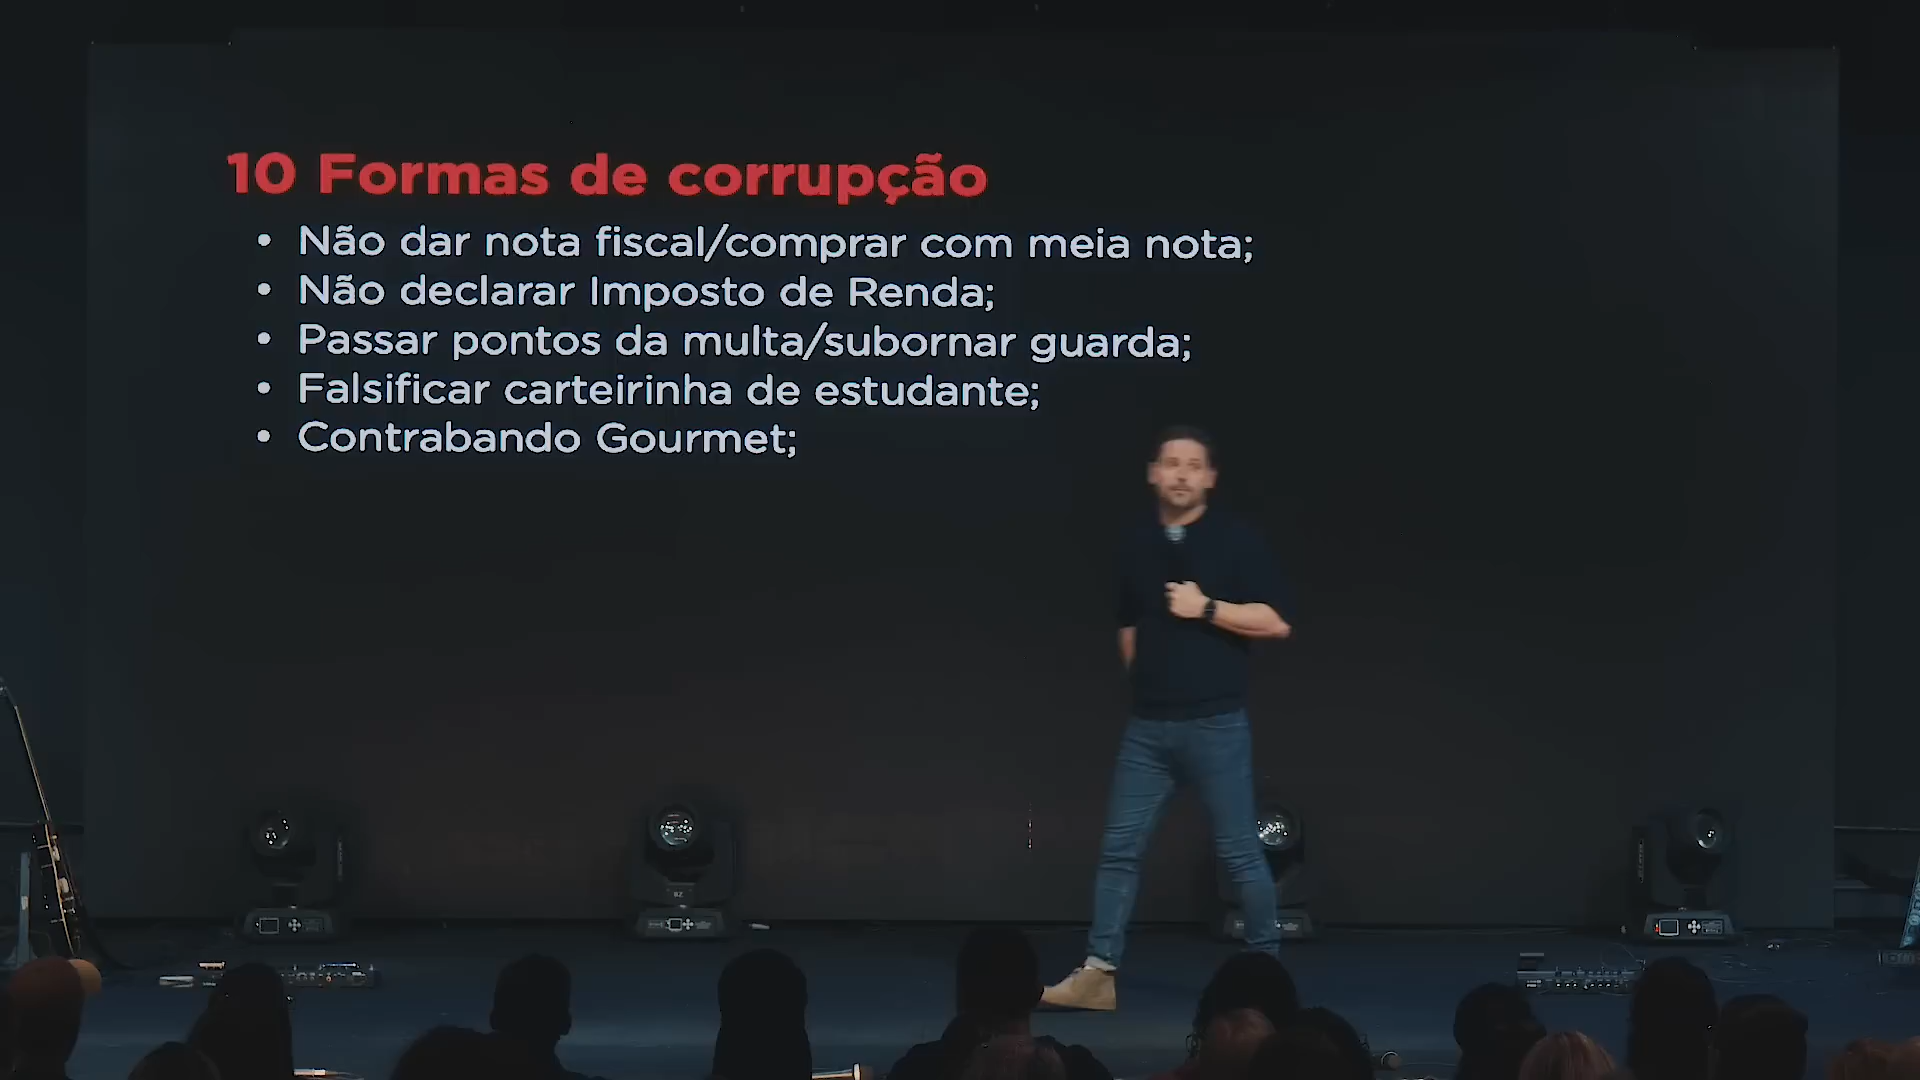 10 Formas de corrupção
• Não dar nota fiscal/comprar com meia nota;
• Não declarar Imposto de Renda;
• Passar pontos da multa/subornar guarda;
• Falsificar carteirinha de estudante;
• Contrabando Gourmet;